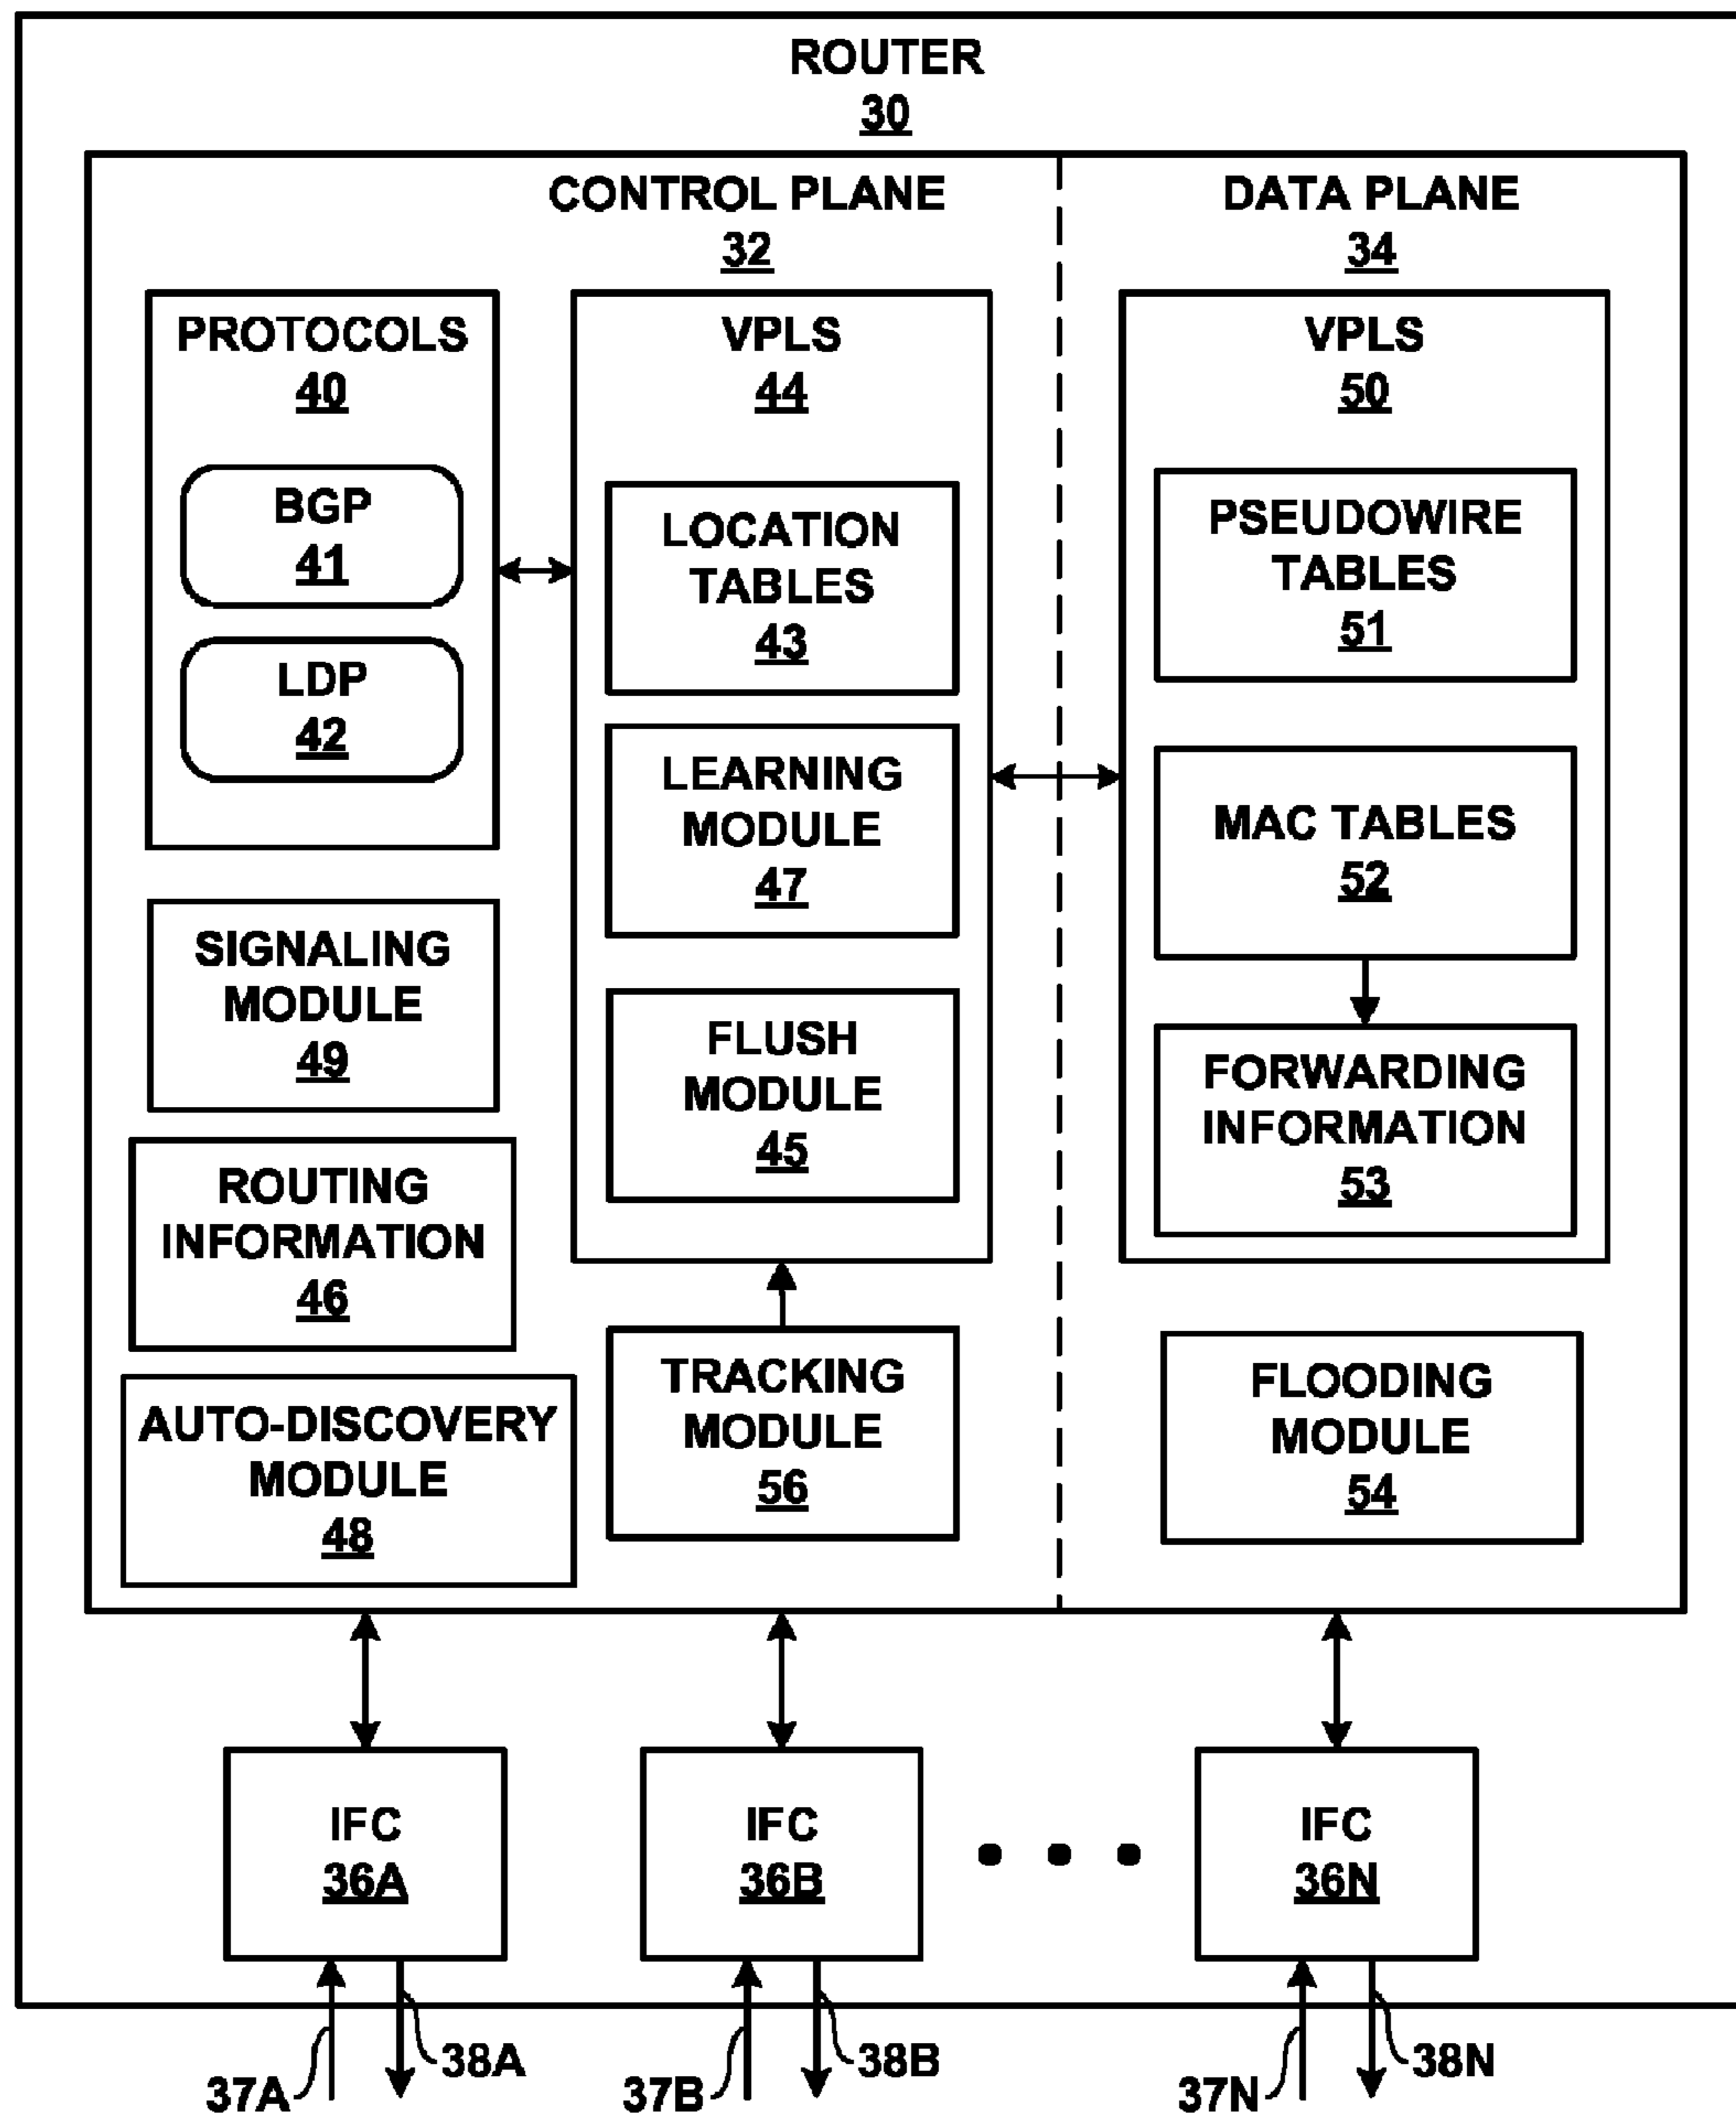 ROUTER
30
CONTROL PLANE
32
DATA PLANE
34
PROTOCOLS
40
BGP
41
LDP
42
SIGNALING
MODULE
49
ROUTING
INFORMATION
46
AUTO-DISCOVERY
MODULE
48
VPLS
44
LOCATION
TABLES
43
LEARNING
MODULE
47
FLUSH
MODULE
45
TRACKING
MODULE
56
VPLS
50
PSEUDOWIRE
TABLES
51
MAC TABLES
52
FORWARDING
INFORMATION
53
FLOODING
MODULE
54
IFC
36A
IFC
36B
IFC
36N
37A
38A
37B
38B
37N
38N